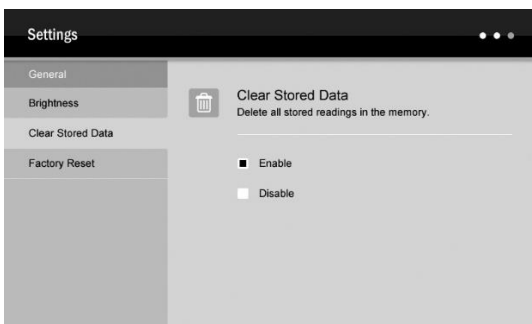 Settings
General
Brightness
Clear Stored Data
Factory Reset
Clear Stored Data
Delete all stored readings in the memory.
Enable
Disable